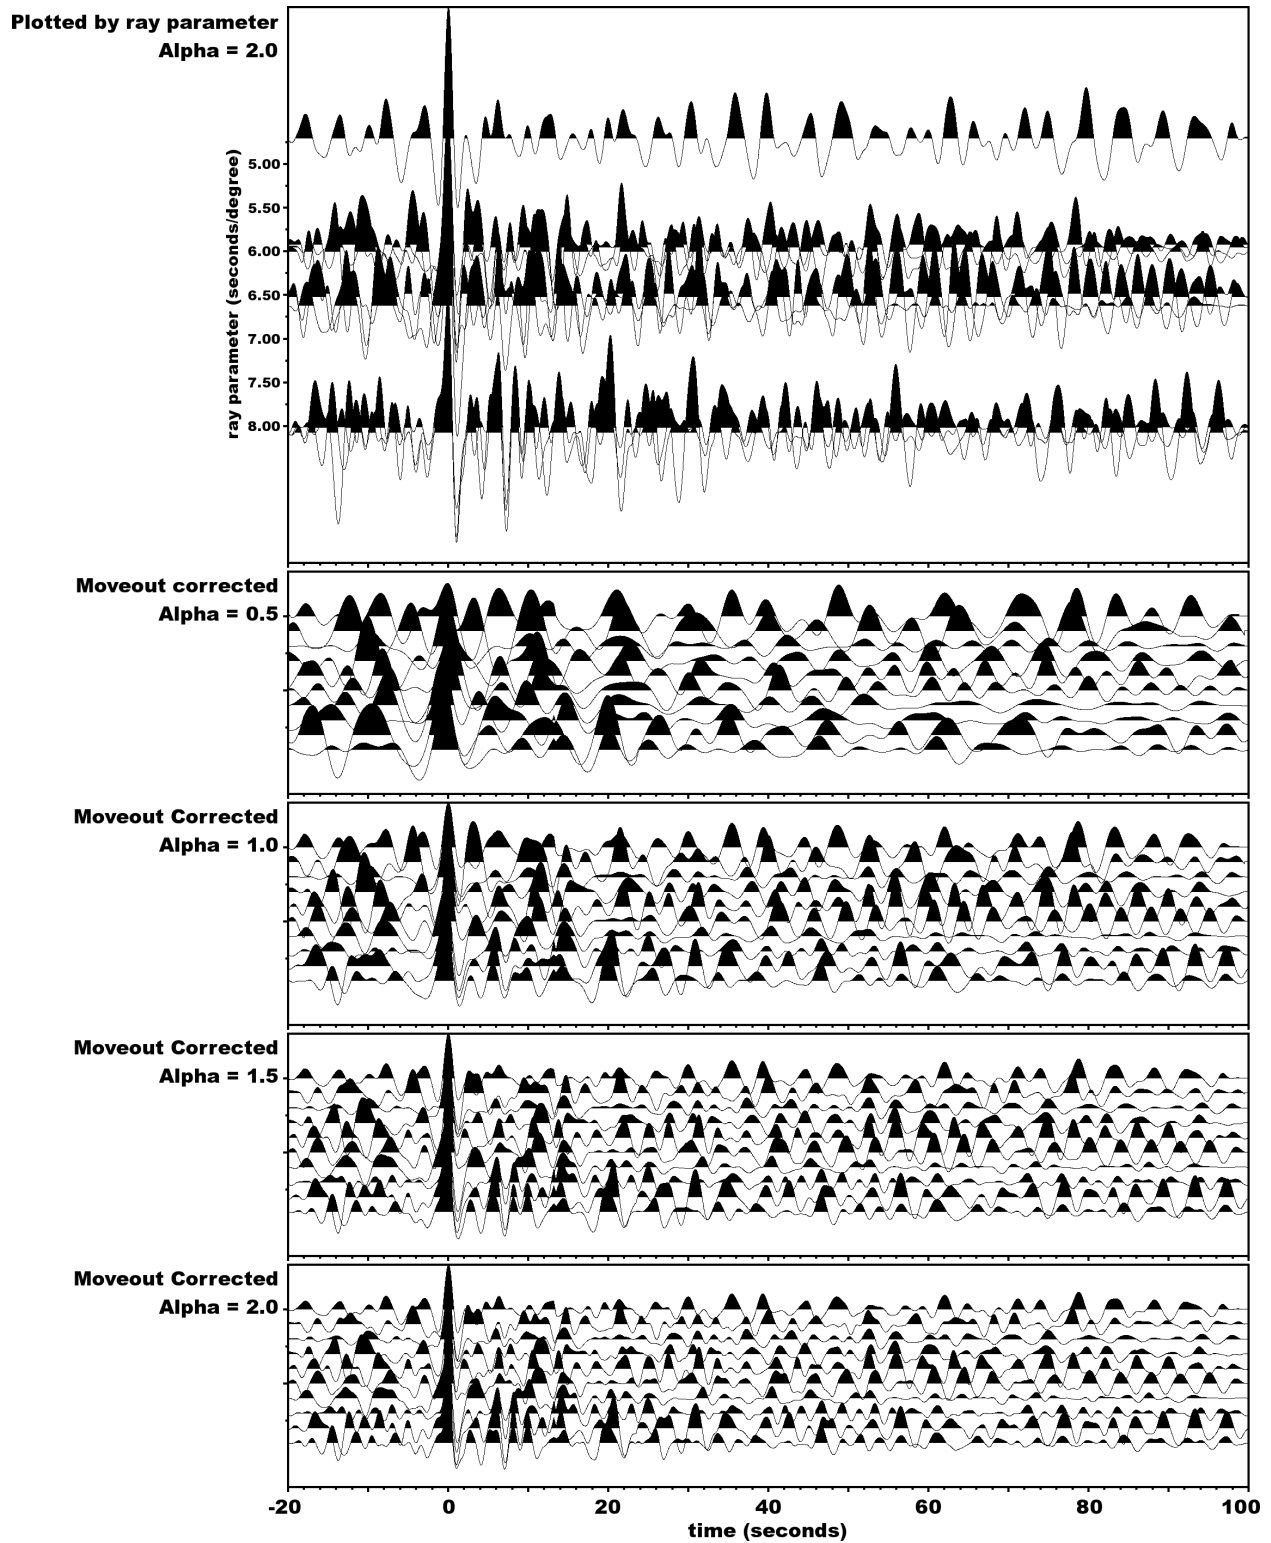 Plotted by ray parameter
Alpha = 2.0
ray parameter (seconds/degree)
5.00
5.50
6.00
6.50
7.00
7.50
8.00
Moveout corrected
Alpha = 0.5
Moveout Corrected
Alpha = 1.0
Moveout Corrected
Alpha = 1.5
Moveout Corrected
Alpha = 2.0
-20 0 20 40 60 80 100
time (seconds)